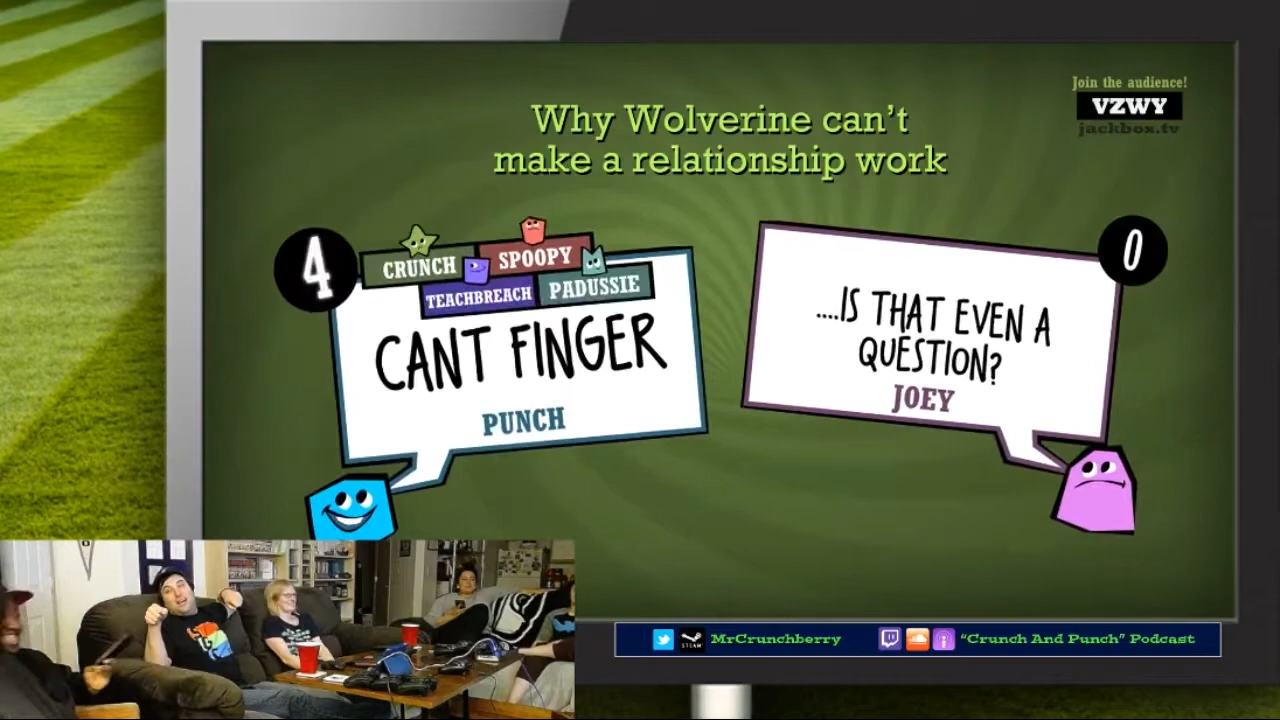 Join the audience!
VZWY
jackbox.tv
Why Wolverine can't
make a relationship work
4
CRUNCH
SPOOPY
TEACHBREACH
PADUSSIE
CANT FINGER
PUNCH
0
....IS THAT EVEN A
QUESTION?
JOEY
STEAM
MrCrunchberry
"Crunch And Punch" Podcast